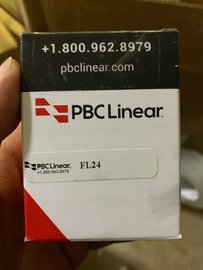 +1.800.962.8979
pbclinear.com
PBC Linear
PBC Linear. FL24
1.800.962.8979